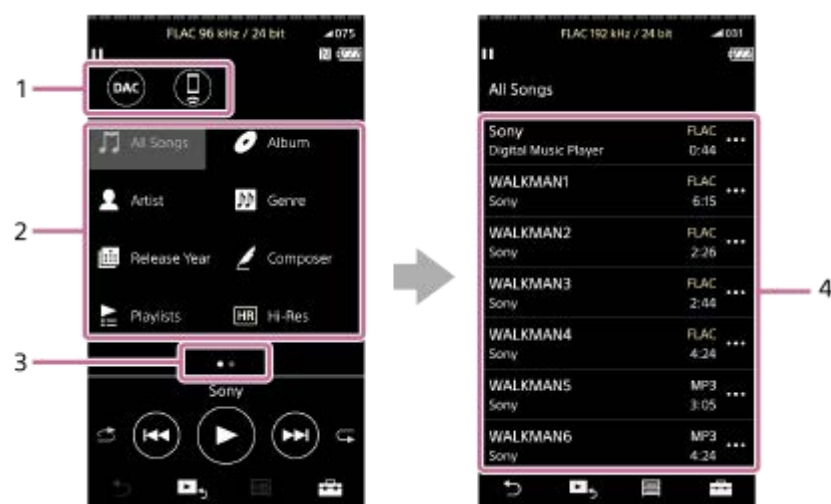 FLAC 96 kHz / 24 bit
075
DAC
1
All Songs
Album
Artist
Genre
2
Release Year
Composer
Playlists
HR Hi-Res
3
Sony
FLAC 192 kHz / 24 bit
031
All Songs
Sony FLAC
Digital Music Player 0:44
WALKMAN1 FLAC
Sony 6:15
WALKMAN2 FLAC
Sony 2:26
WALKMAN3 FLAC
Sony 2:44
4
WALKMAN4 FLAC
Sony 4:24
WALKMAN5 MP3
Sony 3:05
WALKMAN6 MP3
Sony 4:24